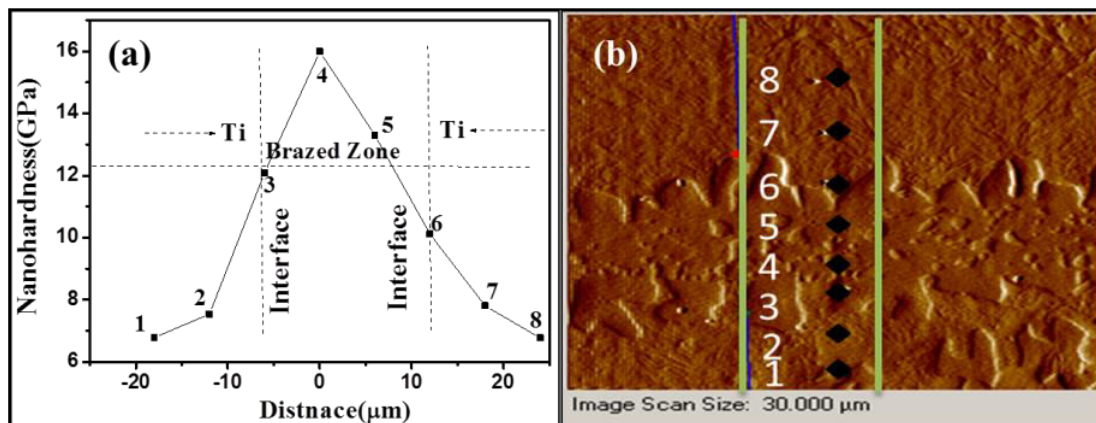 (a)
16
14
12
10
8
6
-20
-10
0
10
20
Nanohardness(GPa)
Distnace(μm)
Ti
Ti
Brazed Zone
Interface
Interface
1
2
3
4
5
6
7
8
(b)
8
7
6
5
4
3
2
1
Image Scan Size: 30.000 μm